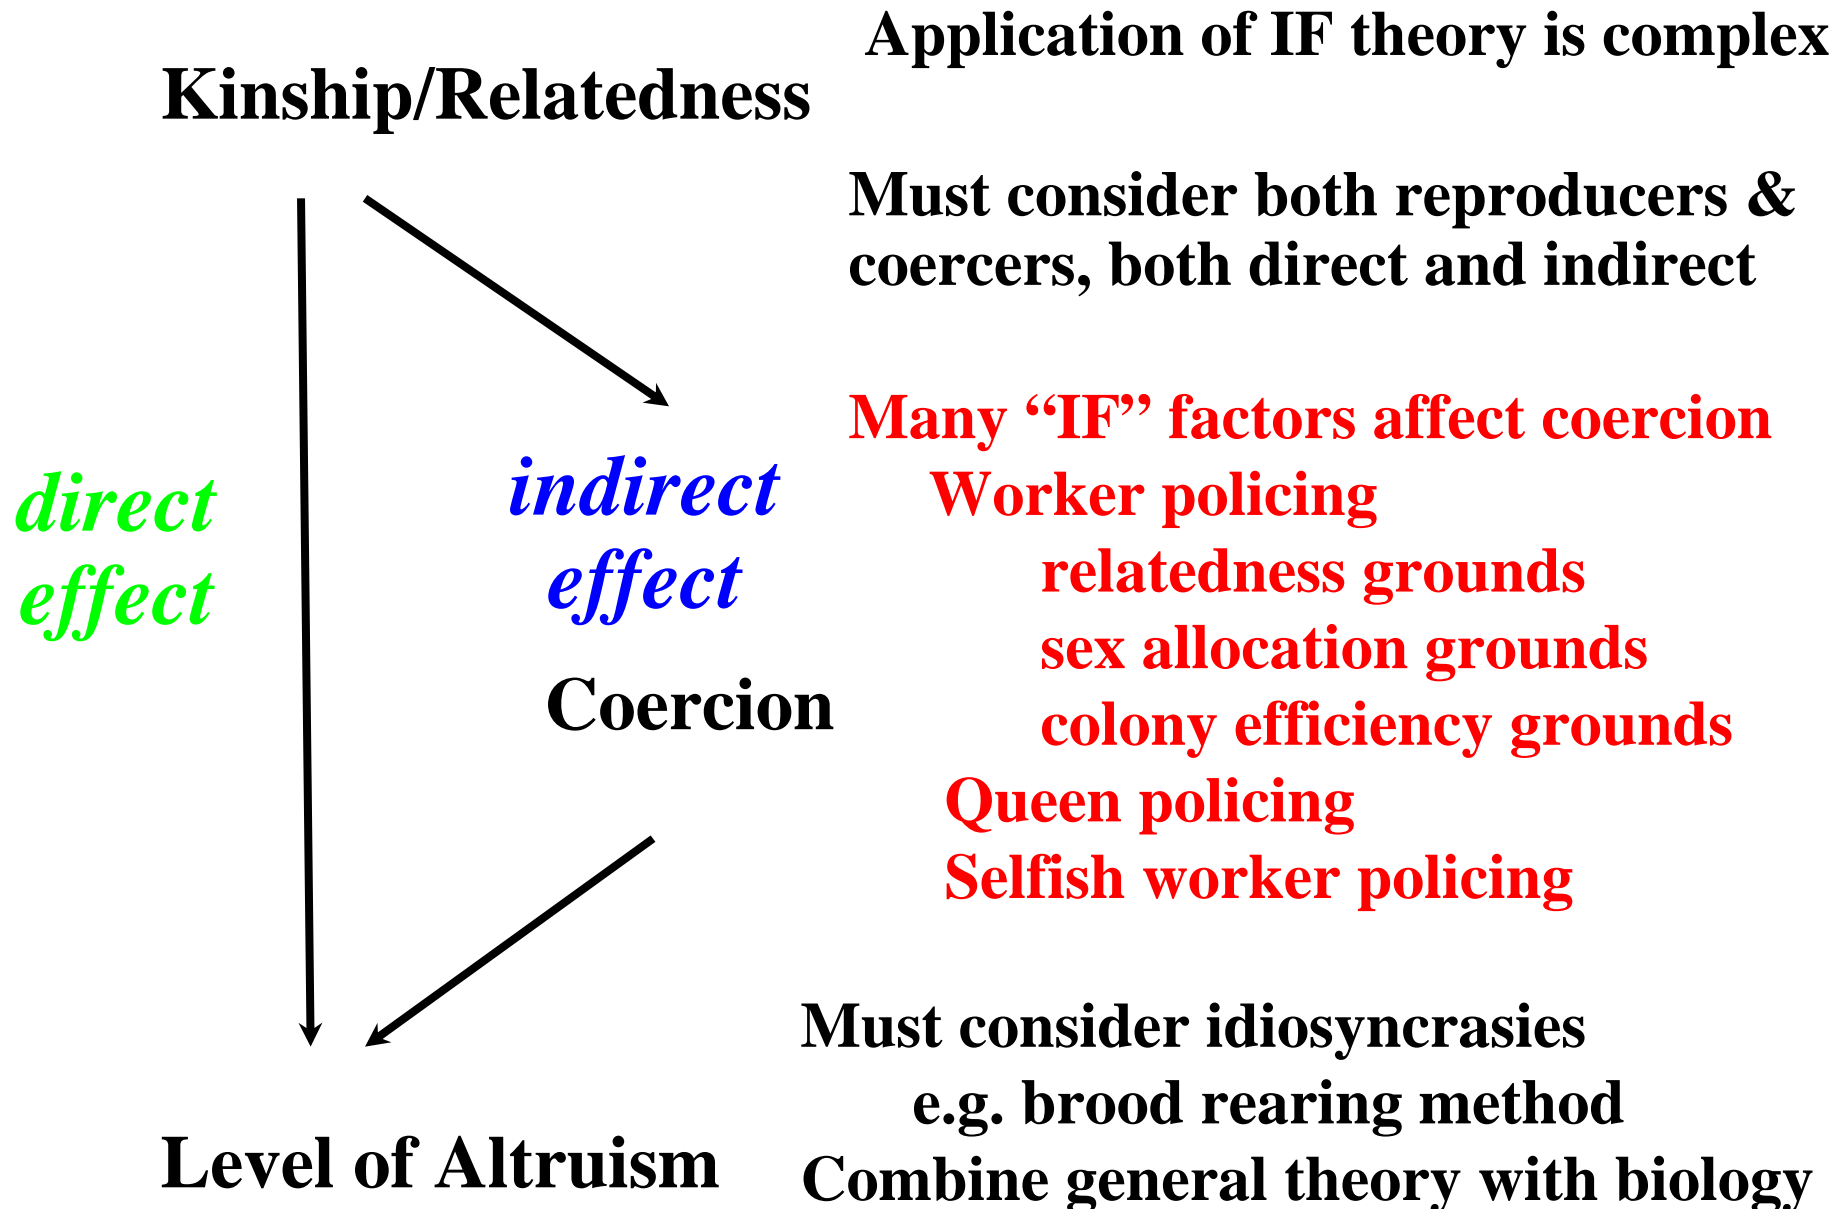 Application of IF theory is complex
Kinship/Relatedness
Must consider both reproducers &
coercers, both direct and indirect
direct
effect
indirect
effect
Coercion
Many “IF” factors affect coercion
Worker policing
relatedness grounds
sex allocation grounds
colony efficiency grounds
Queen policing
Selfish worker policing
Must consider idiosyncrasies
e.g. brood rearing method
Combine general theory with biology
Level of Altruism